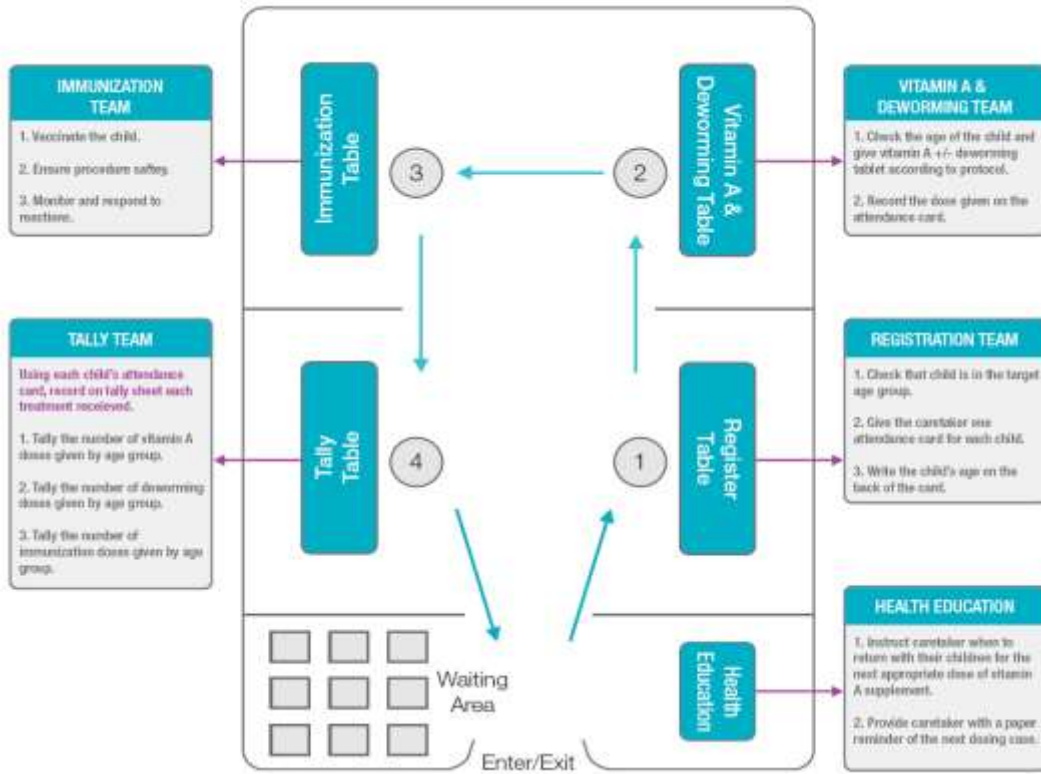 IMMUNIZATION
TEAM
1. Vaccinate the child.
2. Ensure procedure saftey.
3. Monitor and respond to
reactions.
Immunization
Table
3
2
Vitamin A &
Deworming Table
VITAMIN A &
DEWORMING TEAM
1. Check the age of the child and
give vitamin A +/- deworming
tablet according to protocol.
2. Record the dose given on the
attendance card.
TALLY TEAM
Using each child's attendance
card, record on tally sheet each
treatment receieved.
1. Tally the number of vitamin A
doses given by age group.
2. Tally the number of deworming
doses given by age group.
3. Tally the number of
immunization doses given by age
group.
Tally
Table
4
1
Register
Table
REGISTRATION TEAM
1. Check that child is in the target
age group.
2. Give the caretaker one
attendance card for each child.
3. Write the child's age on the
back of the card.
Waiting
Area
Enter/Exit
Health
Education
HEALTH EDUCATION
1. Instruct caretaker when to
return with their children for the
next appropriate dose of vitamin
A supplement.
2. Provide caretaker with a paper
reminder of the next dosing case.